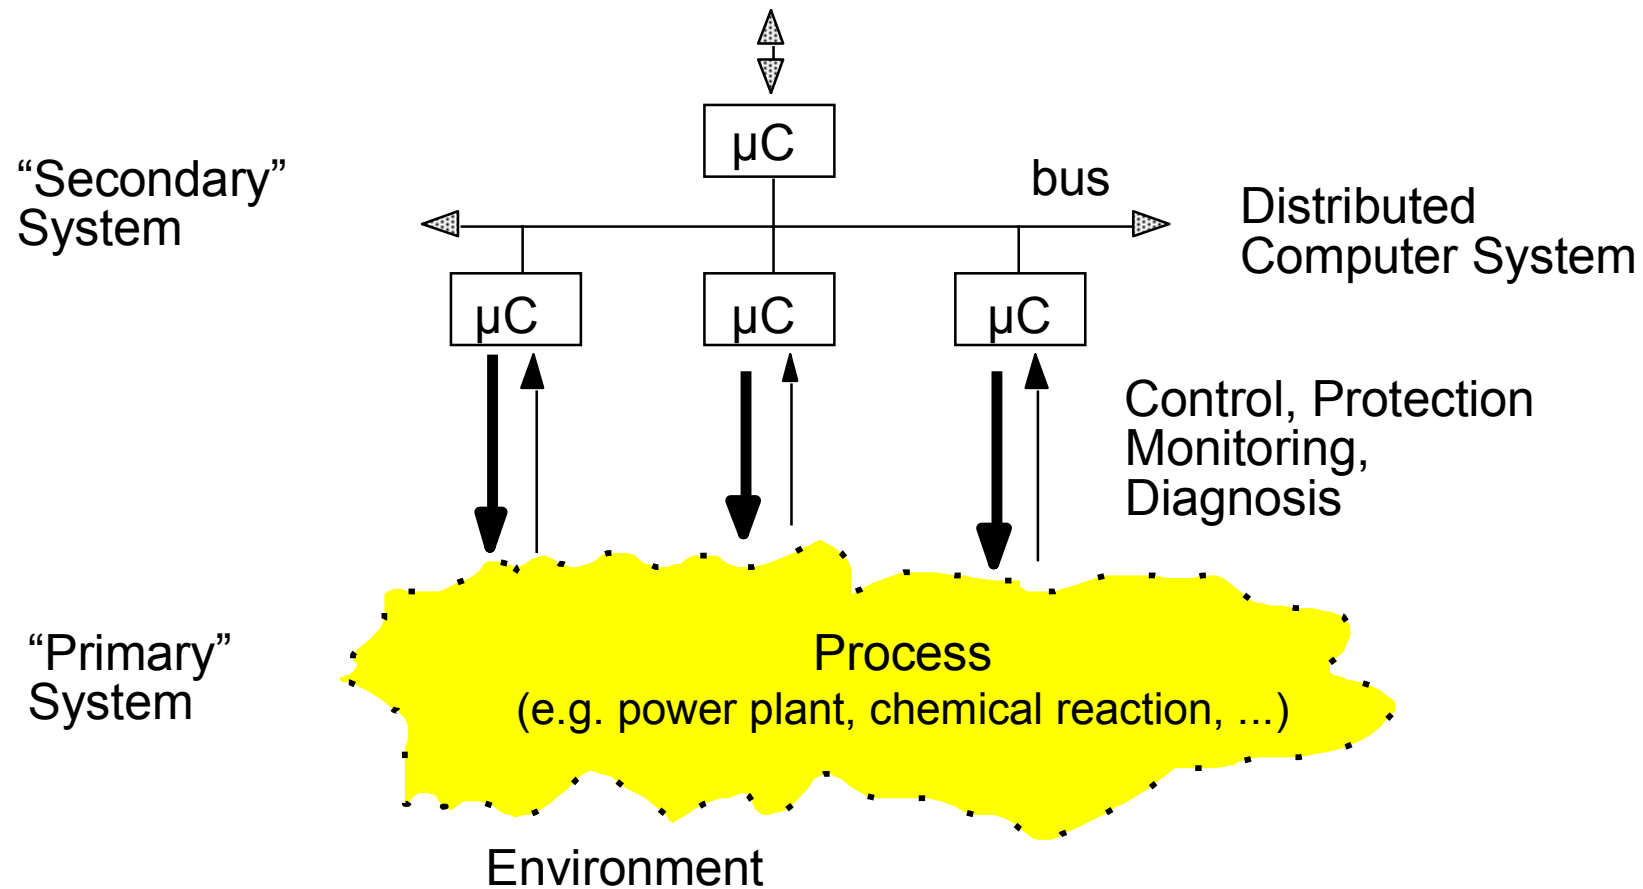 µC
“Secondary”
System
bus
Distributed
Computer System
µC
µC
µC
Control, Protection
Monitoring,
Diagnosis
“Primary”
System
Process
(e.g. power plant, chemical reaction, ...)
Environment